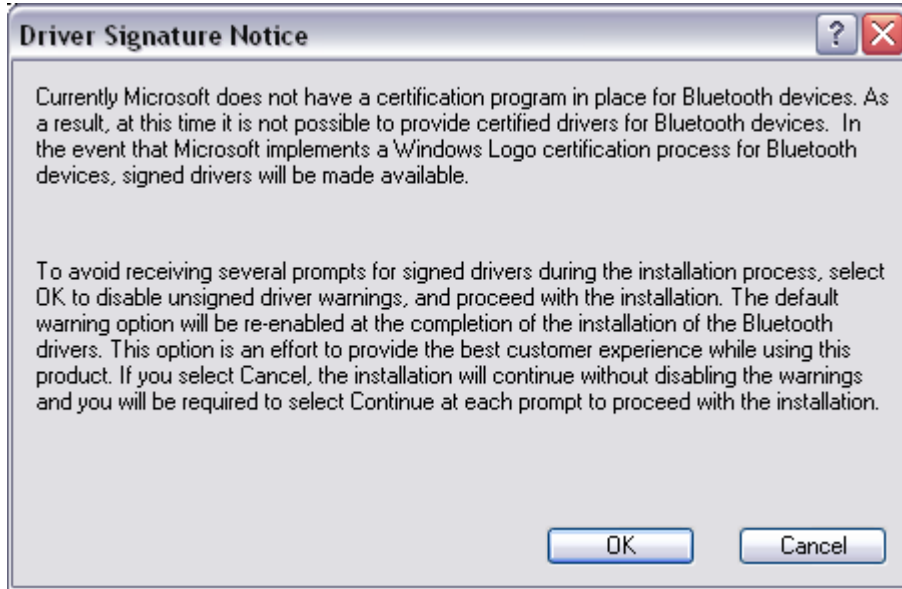 Driver Signature Notice
Currently Microsoft does not have a certification program in place for Bluetooth devices. As
a result, at this time it is not possible to provide certified drivers for Bluetooth devices.  In
the event that Microsoft implements a Windows Logo certification process for Bluetooth
devices, signed drivers will be made available.
To avoid receiving several prompts for signed drivers during the installation process, select
OK to disable unsigned driver warnings, and proceed with the installation. The default
warning option will be re-enabled at the completion of the installation of the Bluetooth
drivers. This option is an effort to provide the best customer experience while using this
product. If you select Cancel, the installation will continue without disabling the warnings
and you will be required to select Continue at each prompt to proceed with the installation.
OK Cancel